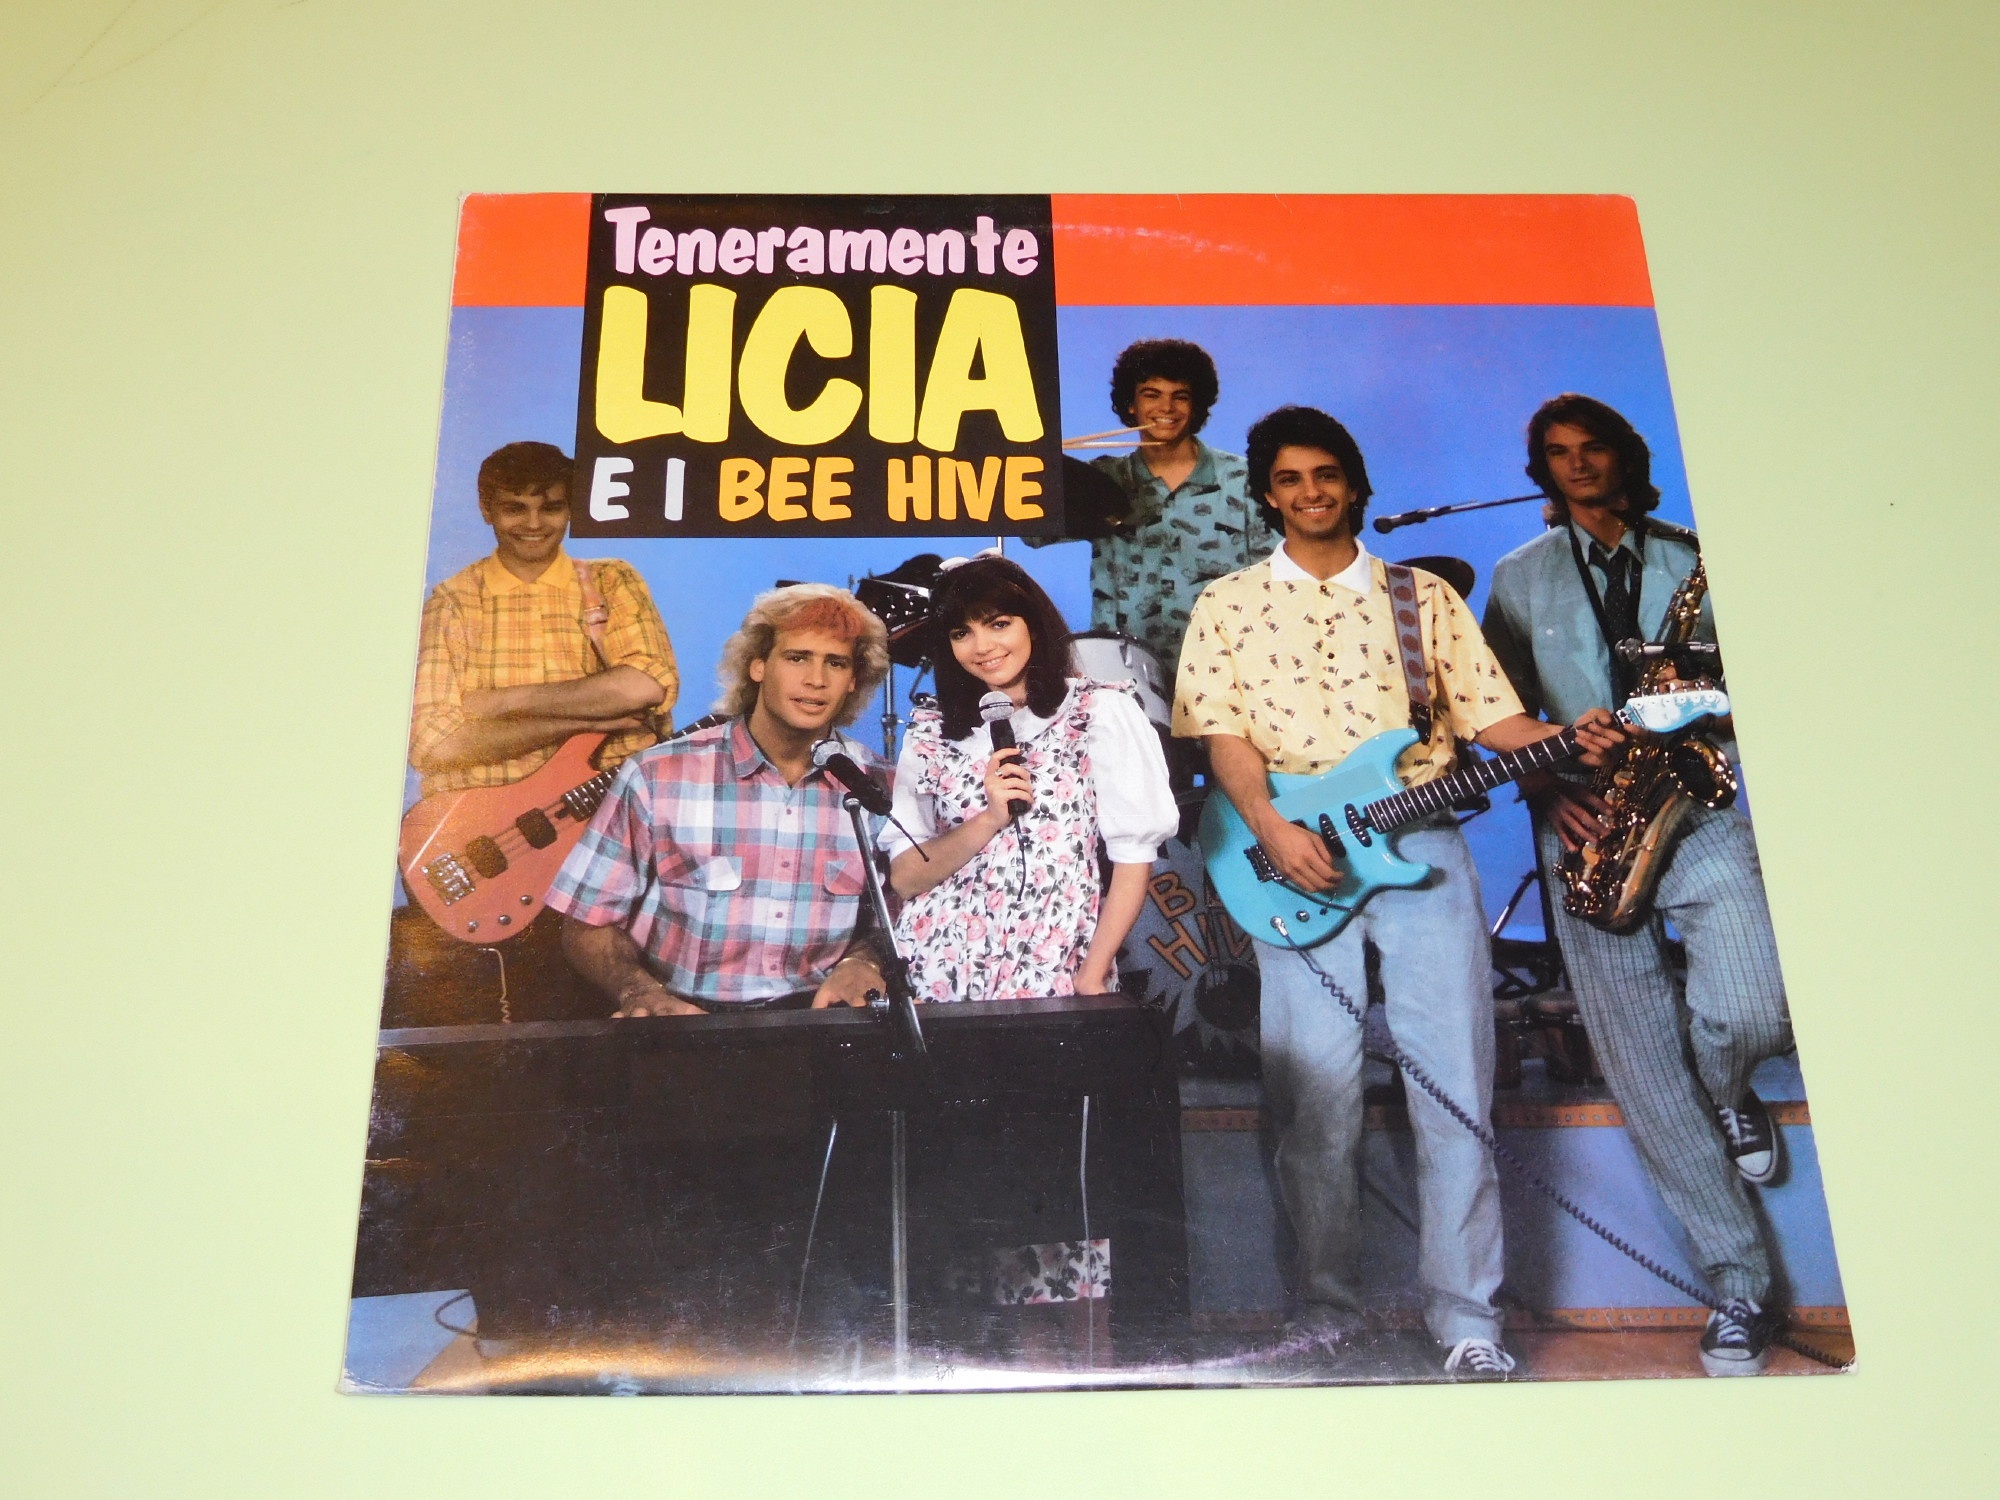 Teneramente
LICIA
E I BEE HIVE